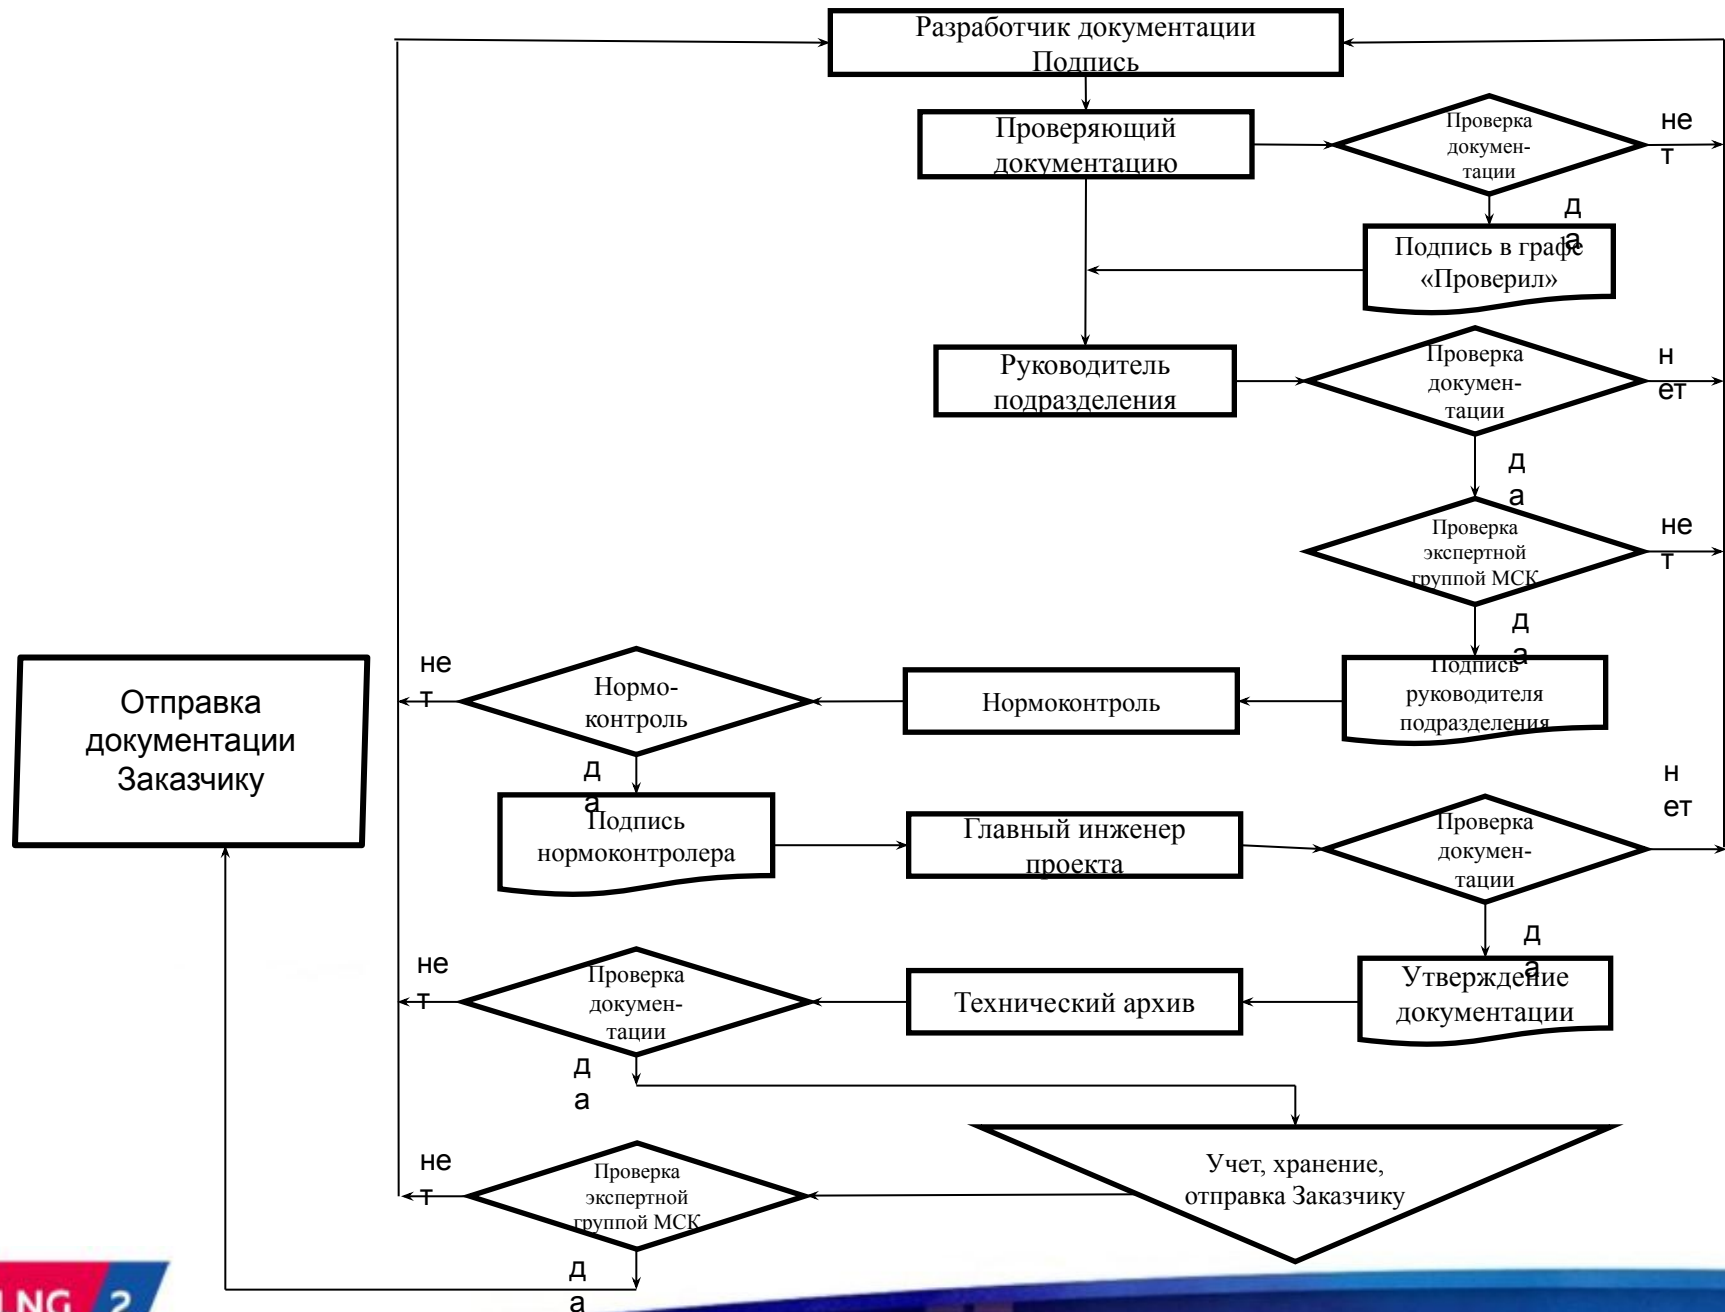 Разработчик документации
Подпись
Проверяющий
документацию
Проверка
докумен-
тации
не
т
д
а
Подпись в графе
«Проверил»
Руководитель
подразделения
Проверка
докумен-
тации
н
ет
д
а
Проверка
экспертной
группой МСК
не
т
д
а
Подпись
руководителя
подразделения
Нормоконтроль
Нормо-
контроль
не
т
д
а
Отправка
документации
Заказчику
Подпись
нормоконтролера
Главный инженер
проекта
Проверка
докумен-
тации
н
ет
д
а
Утверждение
документации
Технический архив
Проверка
докумен-
тации
не
т
д
а
Учет, хранение,
отправка Заказчику
Проверка
экспертной
группой МСК
не
т
д
а
LNG 2